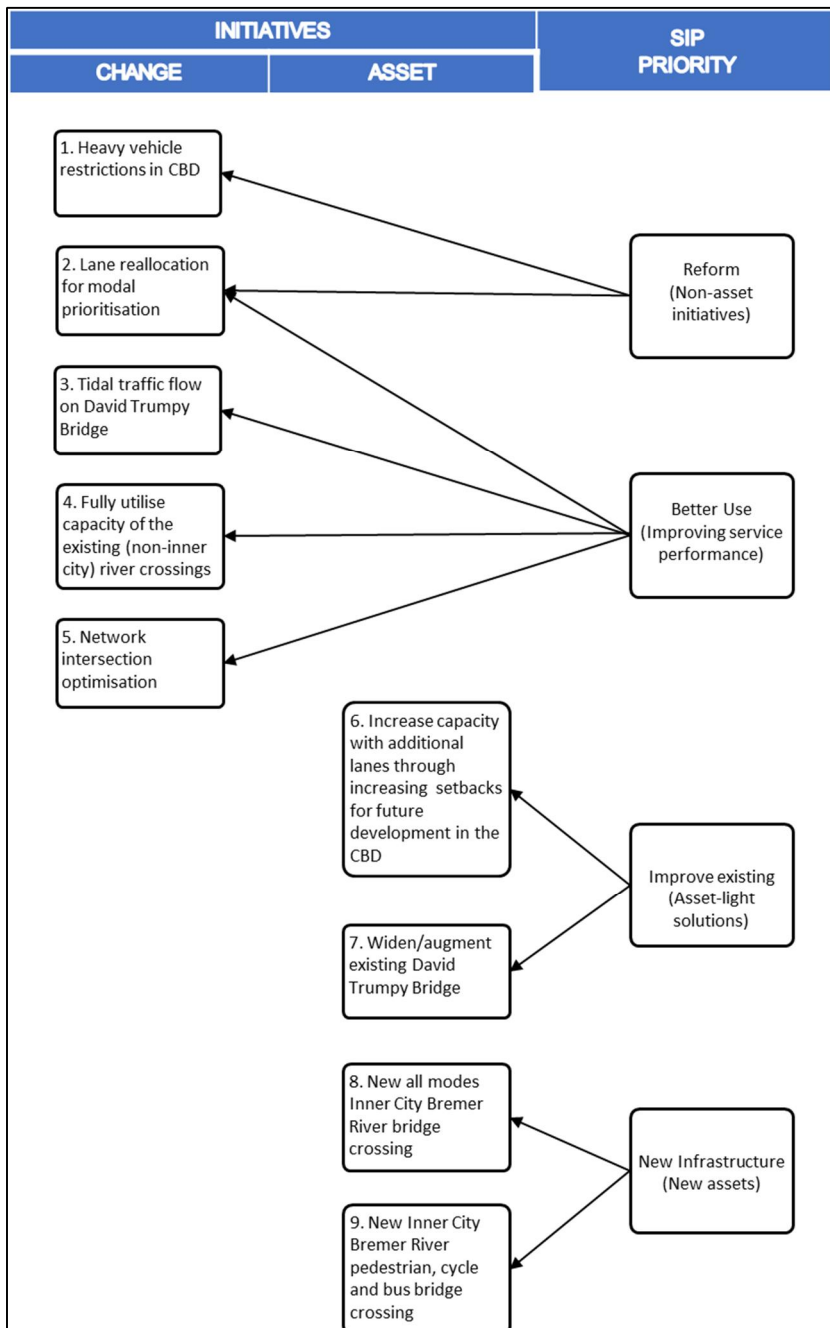 INITIATIVES
SIP
PRIORITY
CHANGE
ASSET
1. Heavy vehicle
restrictions in CBD
2. Lane reallocation
for modal
prioritisation
Reform
(Non-asset
initiatives)
3. Tidal traffic flow
on David Trumpy
Bridge
4. Fully utilise
capacity of the
existing (non-inner
city) river crossings
Better Use
(Improving service
performance)
5. Network
intersection
optimisation
6. Increase capacity
with additional
lanes through
increasing setbacks
for future
development in the
CBD
Improve existing
(Asset-light
solutions)
7. Widen/augment
existing David
Trumpy Bridge
8. New all modes
Inner City Bremer
River bridge
crossing
New Infrastructure
(New assets)
9. New Inner City
Bremer River
pedestrian, cycle
and bus bridge
crossing